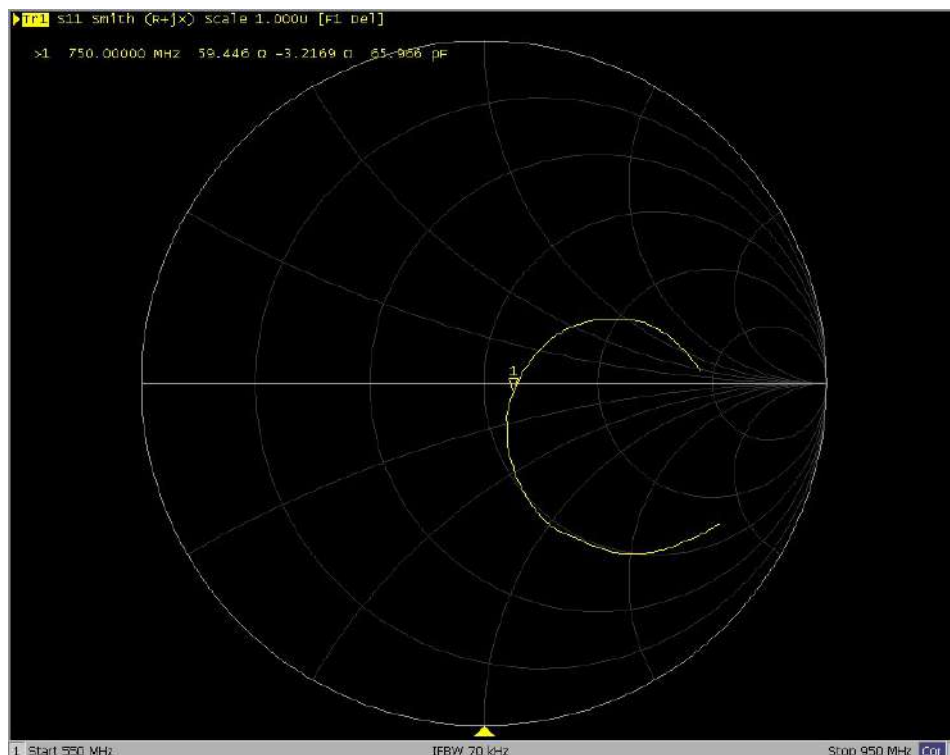 Tr1 S11 Smith (R+jX) Scale 1.000U [F1 Del]
>1 750.00000 MHz 59.446 Ω -3.2169 Ω 65.966 pF
1
1 Start 550 MHz IFBW 70 kHz Stop 950 MHz Cor